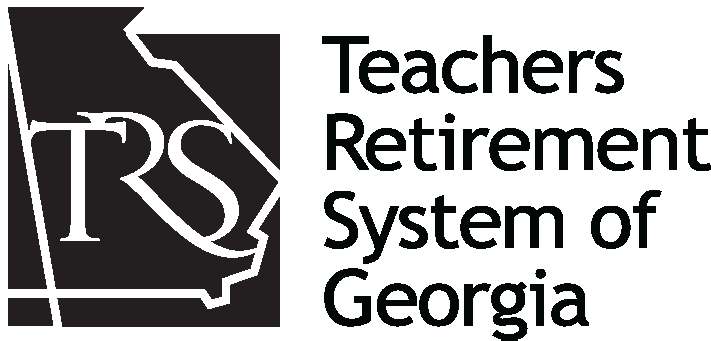 TRS
Teachers
Retirement
System of
Georgia